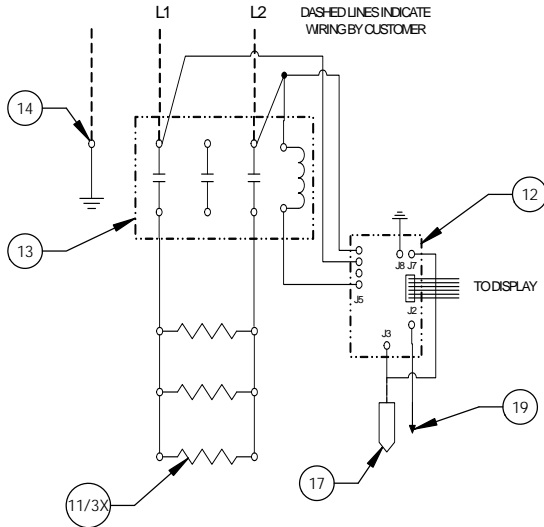 L1
L2
DASHED LINES INDICATE
WIRING BY CUSTOMER
14
12
13
J8
J7
TO DISPLAY
J5
J2
J3
19
17
11/3X